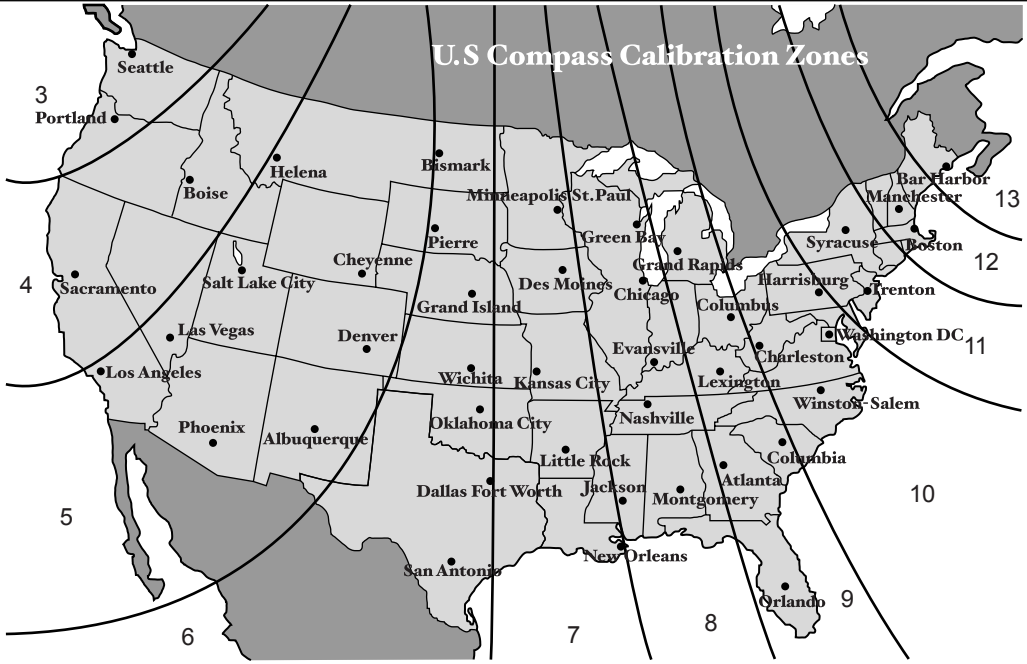 U.S Compass Calibration Zones
Seattle
3
Portland
Helena
Bismark
Boise
Minneapolis St.Paul
Bar Harbor
Manchester
13
Pierre
Green Bay
Syracuse
Boston
Cheyenne
Grand Rapids
12
4
Sacramento
Salt Lake City
Des Moines
Chicago
Harrisburg
Trenton
Grand Island
Columbus
Las Vegas
Denver
Evansville
Charleston
Washington DC
11
Los Angeles
Wichita
Kansas City
Lexington
Winston-Salem
Phoenix
Albuquerque
Oklahoma City
Nashville
Little Rock
Columbia
Dallas Fort Worth
Jackson
Montgomery
Atlanta
10
5
New Orleans
San Antonio
Orlando
9
6
7
8